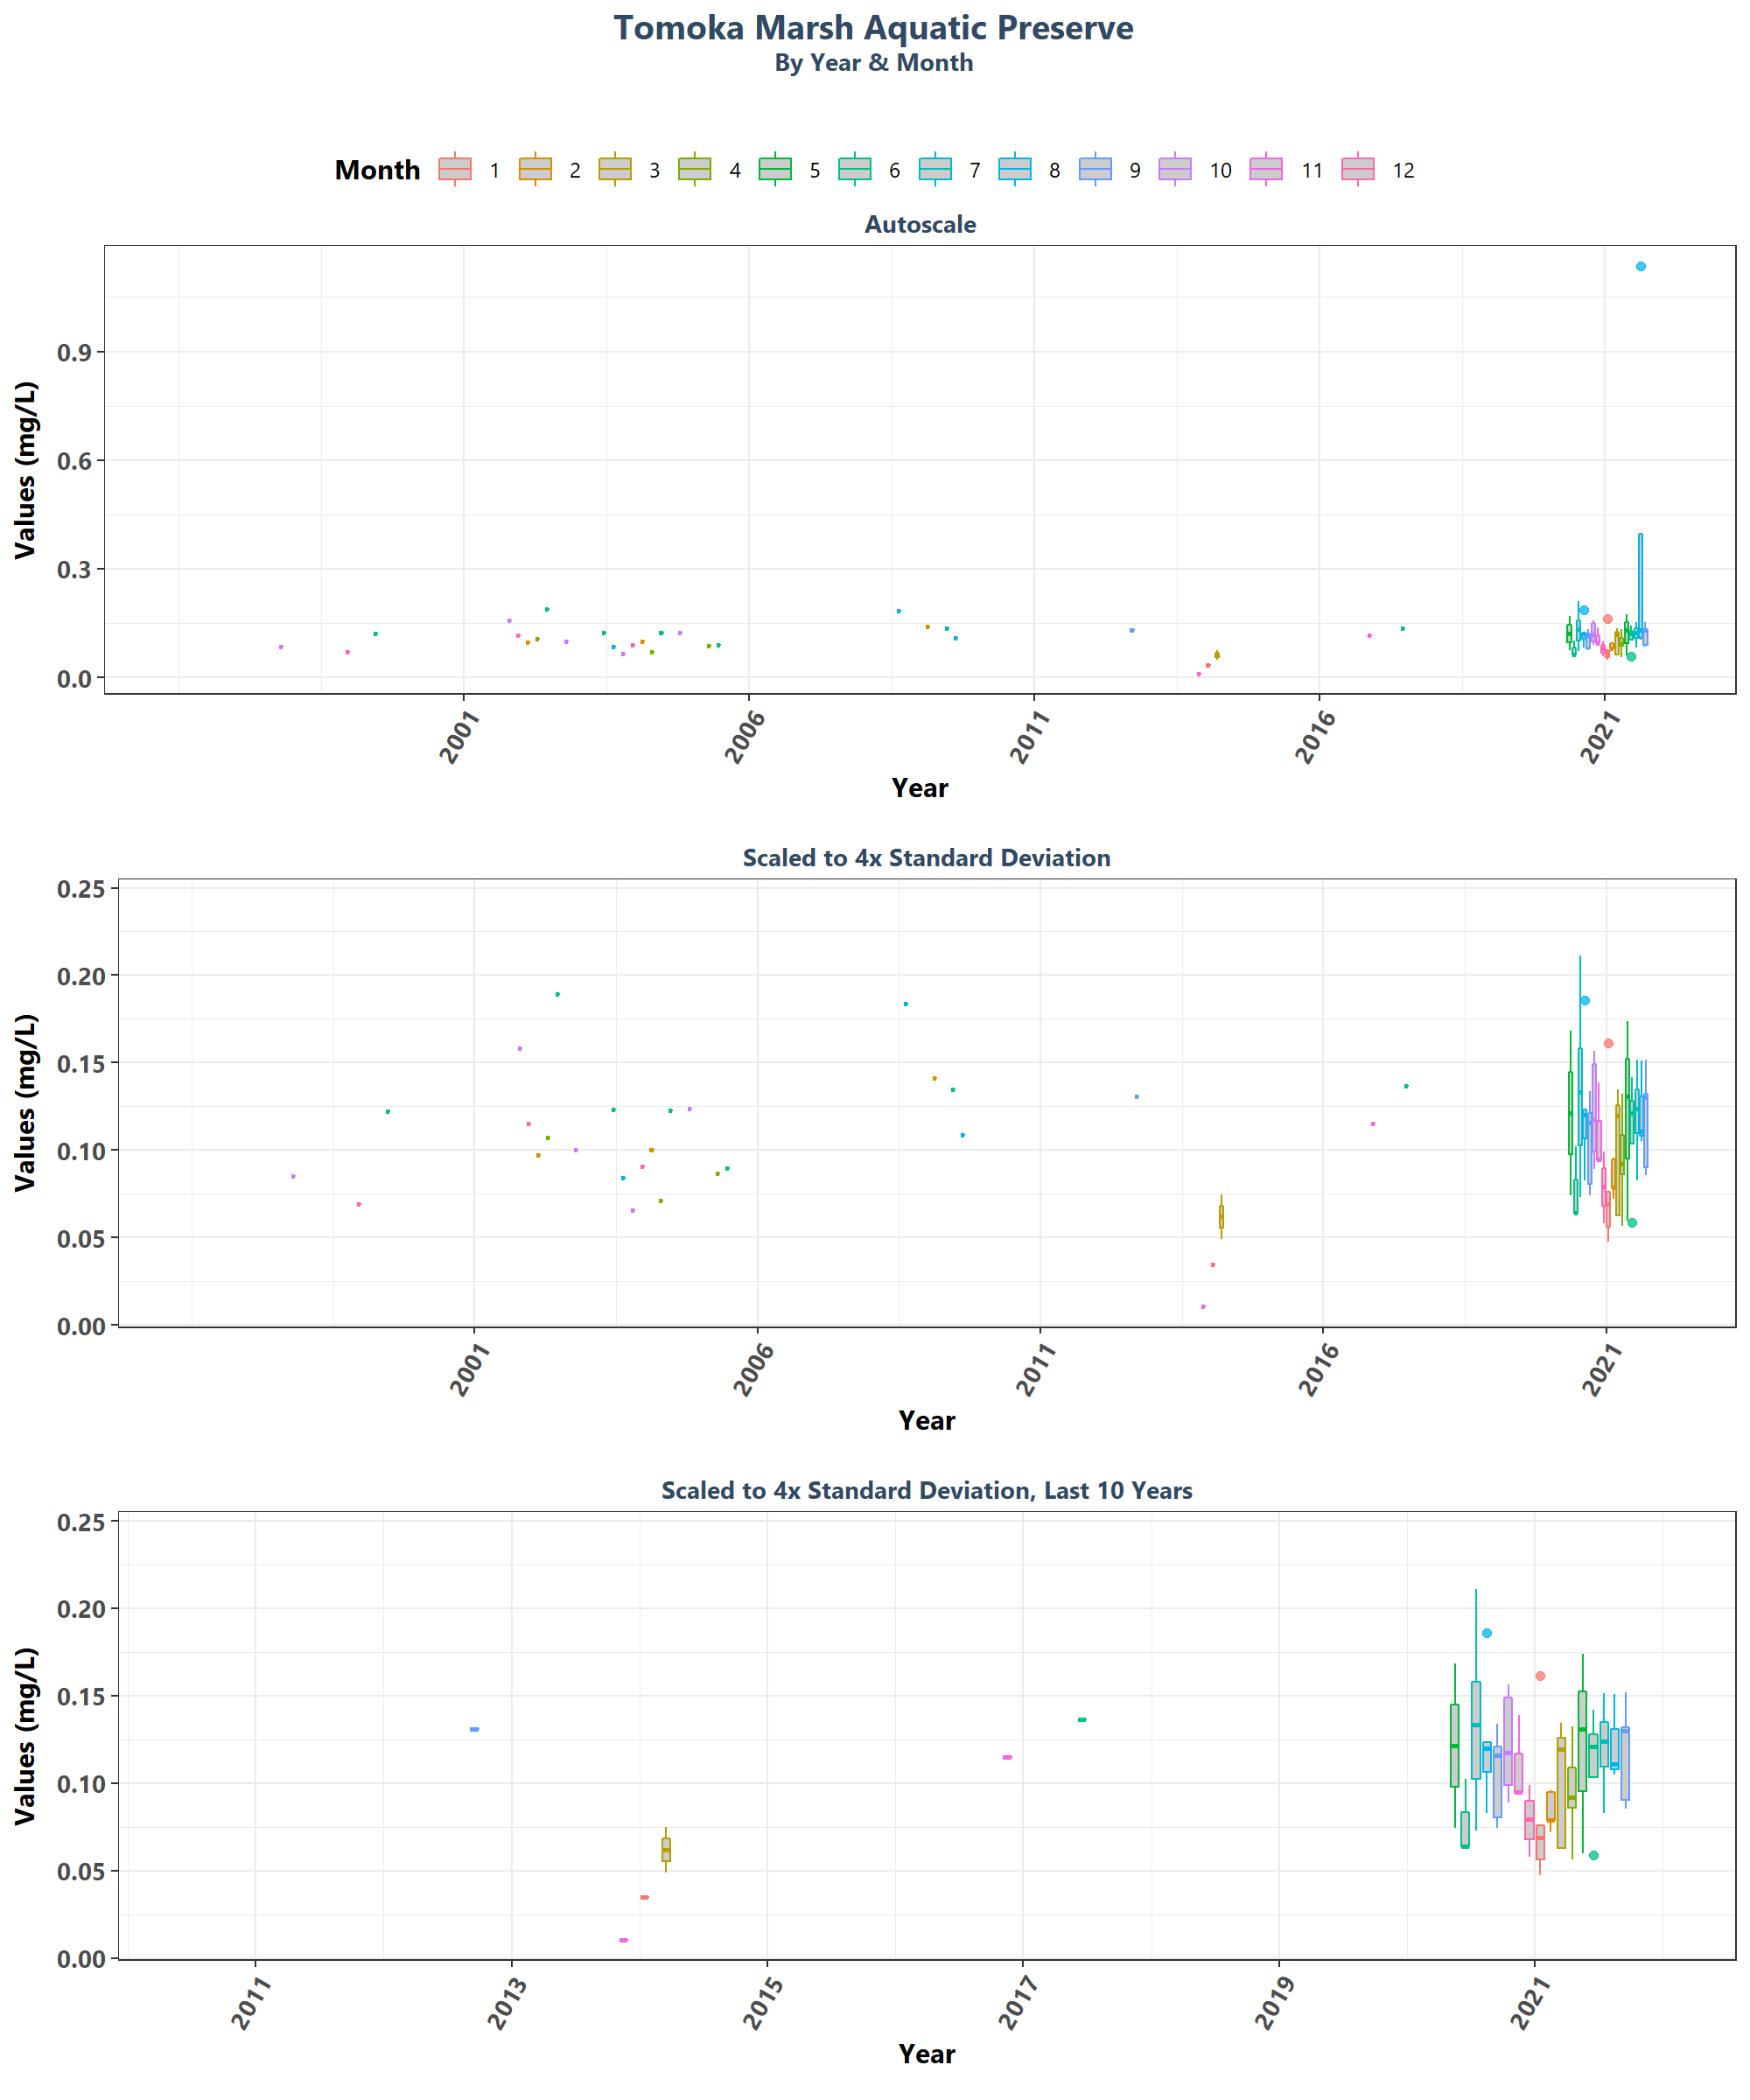 Tomoka Marsh Aquatic Preserve
By Year & Month
Month 1 2 3 4 5 6 7 8 9 10 11 12
Autoscale
Values (mg/L)
0.9
0.6
0.3
0.0
2001 2006 2011 2016 2021
Year
Scaled to 4x Standard Deviation
Values (mg/L)
0.25
0.20
0.15
0.10
0.05
0.00
2001 2006 2011 2016 2021
Year
Scaled to 4x Standard Deviation, Last 10 Years
Values (mg/L)
0.25
0.20
0.15
0.10
0.05
0.00
2011 2013 2015 2017 2019 2021
Year